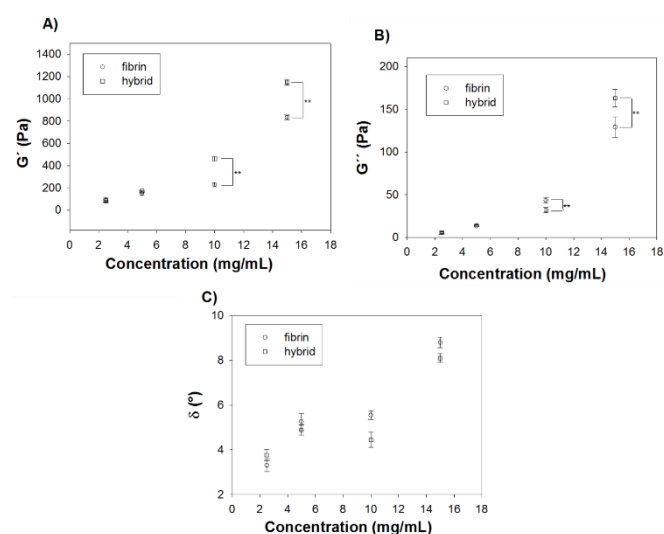 A)
1400
1200
1000
800
600
400
200
0
G´ (Pa)
fibrin
hybrid
**
**
0 2 4 6 8 10 12 14 16 18
Concentration (mg/mL)
B)
200
150
100
50
0
G´´ (Pa)
fibrin
hybrid
**
**
0 2 4 6 8 10 12 14 16 18
Concentration (mg/mL)
C)
10
8
6
4
2
δ (º)
fibrin
hybrid
0 2 4 6 8 10 12 14 16 18
Concentration (mg/mL)